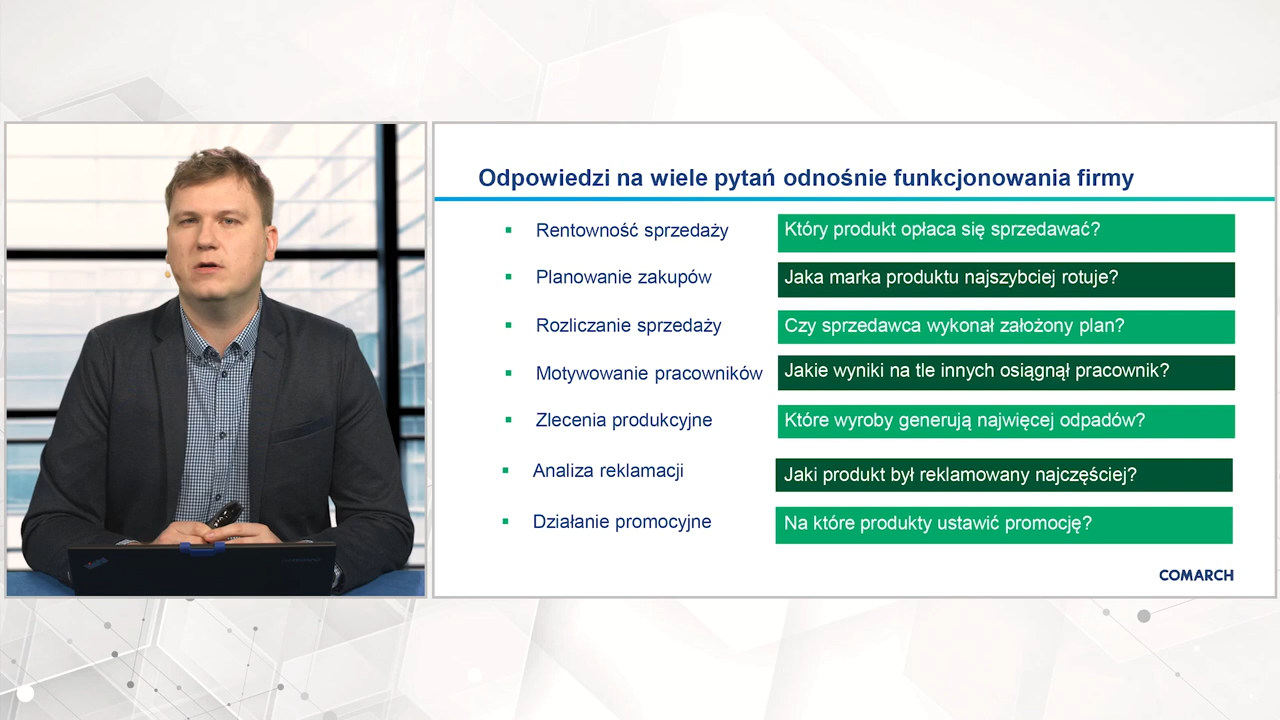 Odpowiedzi na wiele pytań odnośnie funkcjonowania firmy
▪ Rentowność sprzedaży Który produkt opłaca się sprzedawać?
▪ Planowanie zakupów Jaka marka produktu najszybciej rotuje?
▪ Rozliczanie sprzedaży Czy sprzedawca wykonał założony plan?
▪ Motywowanie pracowników Jakie wyniki na tle innych osiągnął pracownik?
▪ Zlecenia produkcyjne Które wyroby generują najwięcej odpadów?
▪ Analiza reklamacji Jaki produkt był reklamowany najczęściej?
▪ Działanie promocyjne Na które produkty ustawić promocję?
COMARCH